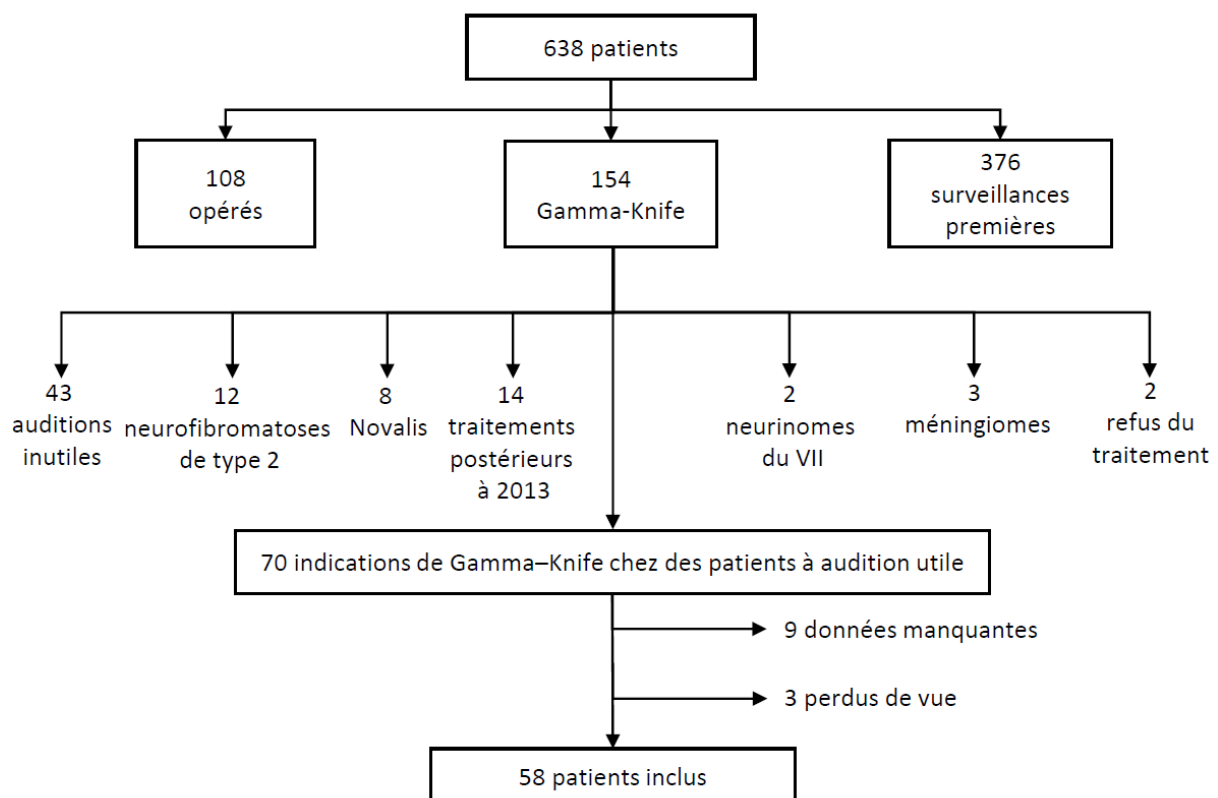 638 patients
108
opérés
154
Gamma-Knife
376
surveillances
premières
43
auditions
inutiles
12
neurofibromatoses
de type 2
8
Novalis
14
traitements
postérieurs
à 2013
2
neurinomes
du VII
3
méningiomes
2
refus du
traitement
70 indications de Gamma–Knife chez des patients à audition utile
9 données manquantes
3 perdus de vue
58 patients inclus